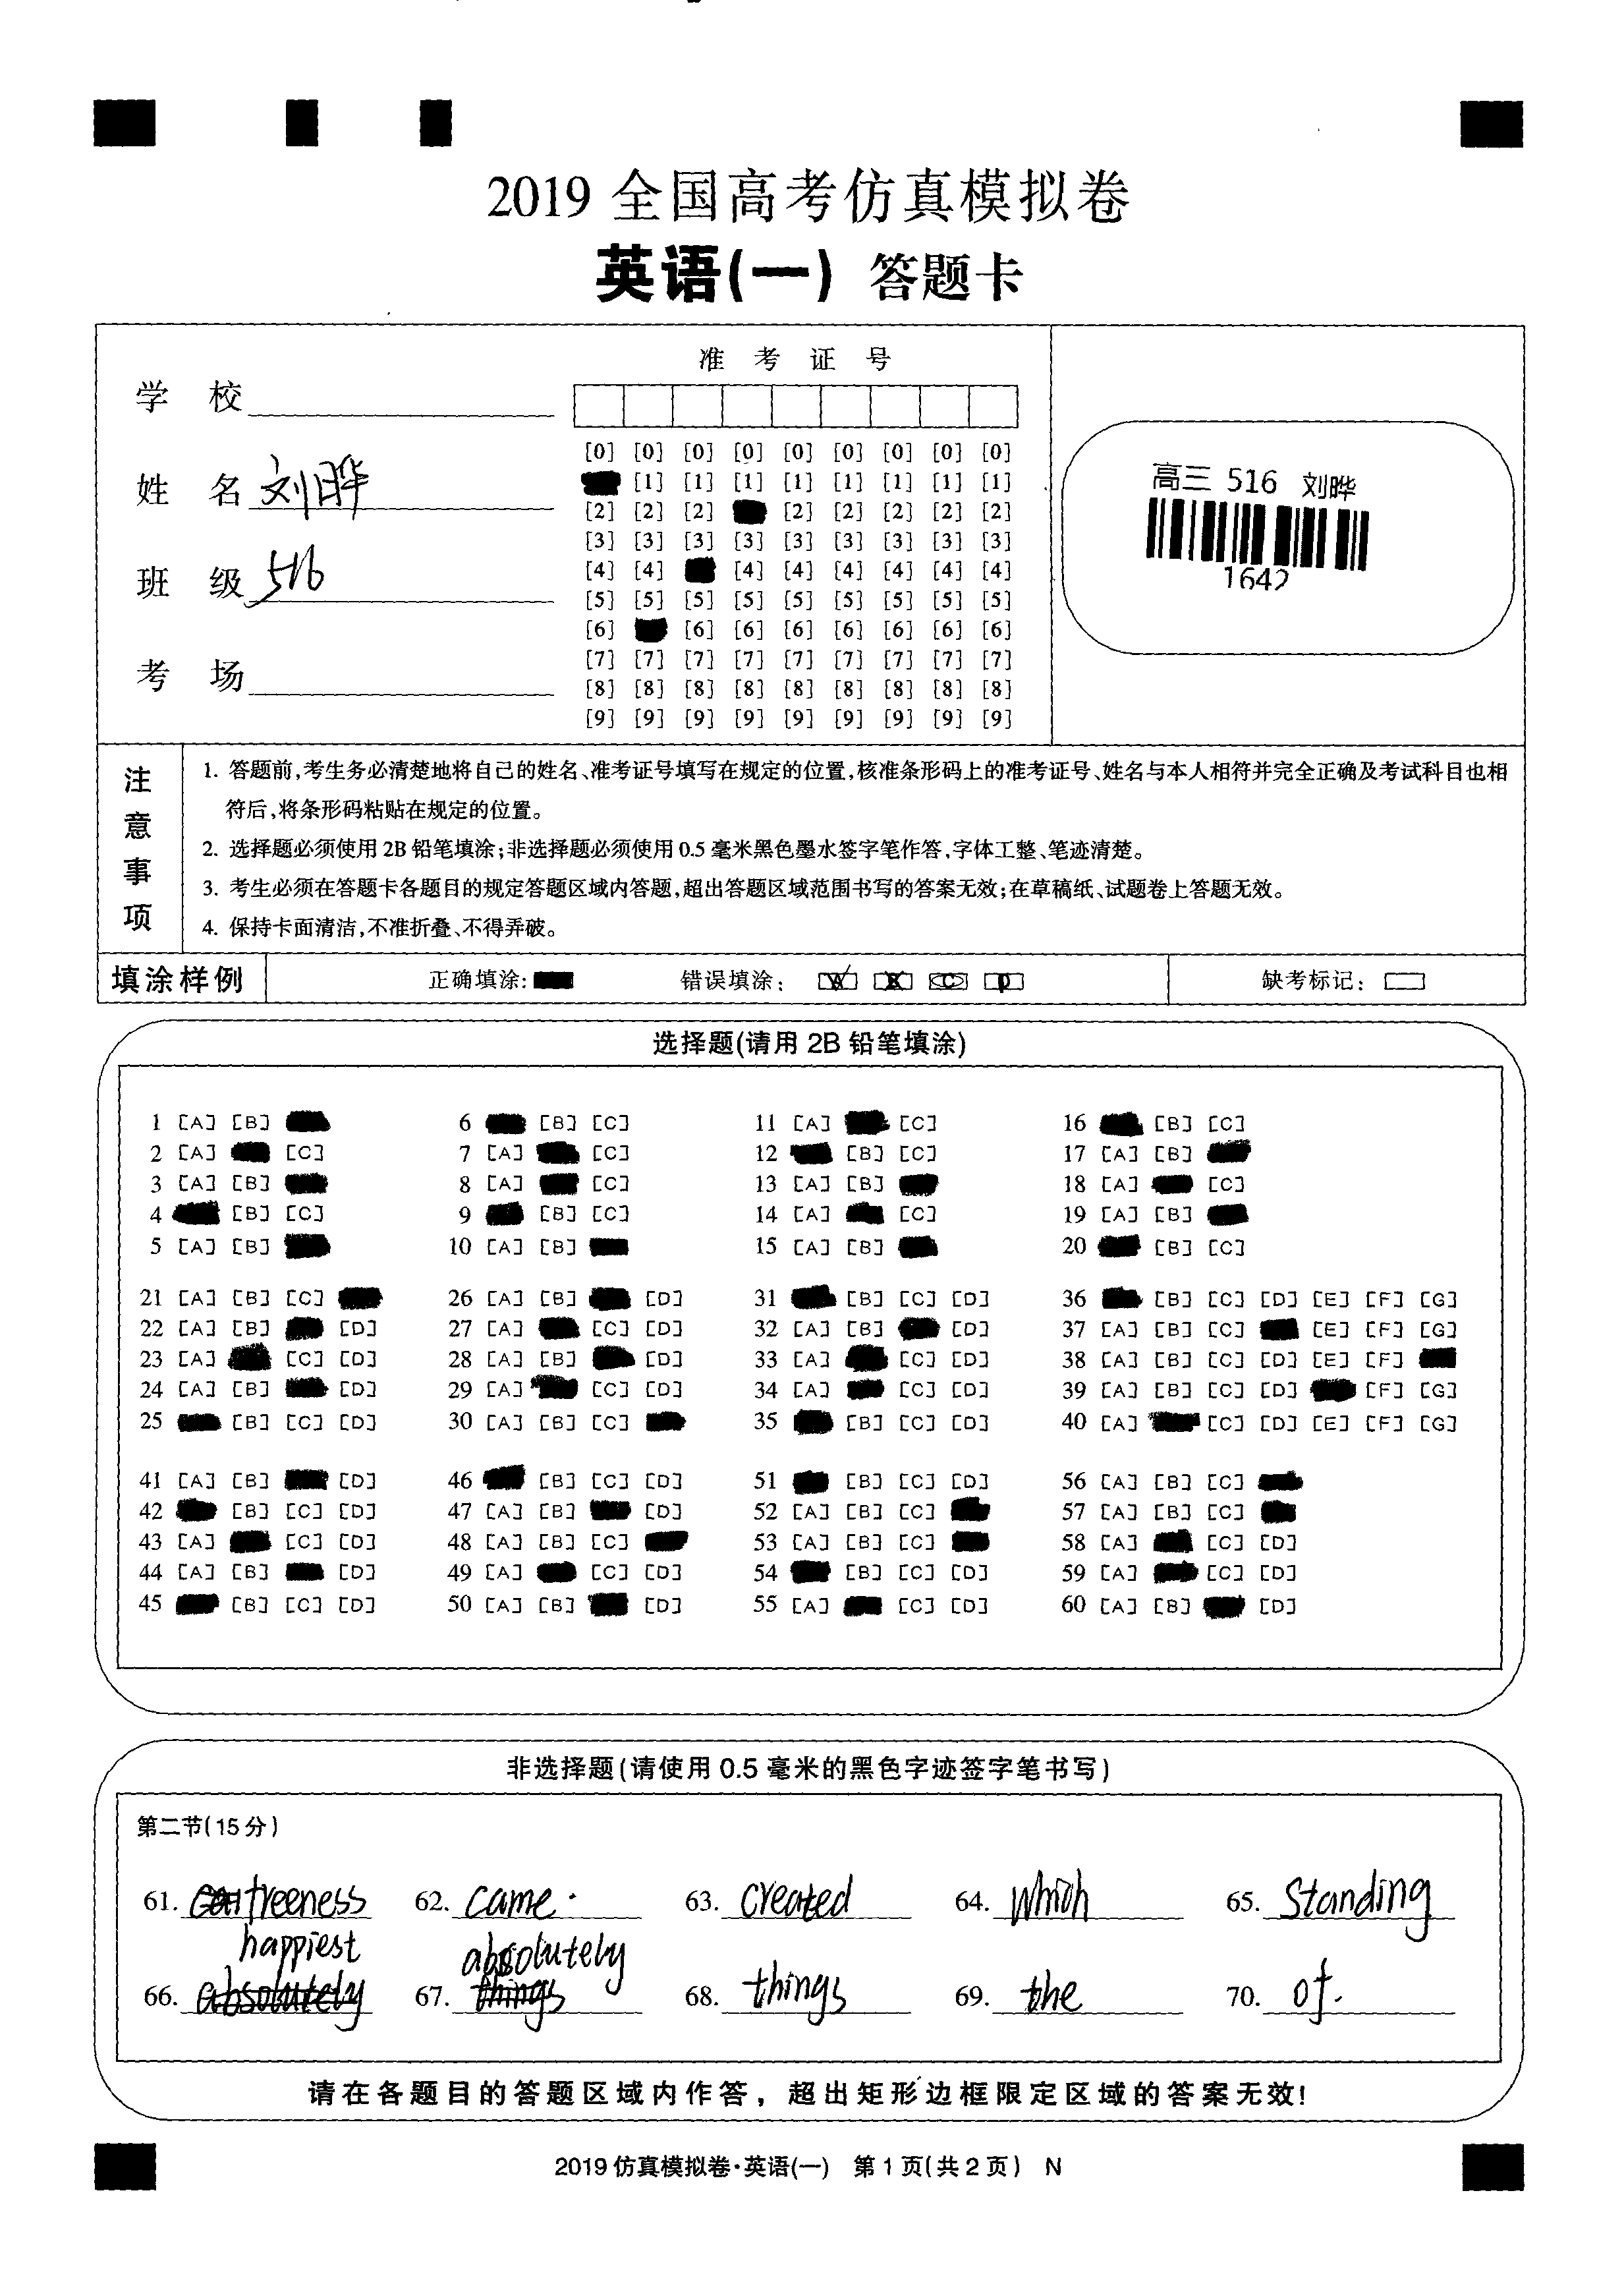 2019 全国高考仿真模拟卷
英语(一) 答题卡
准 考 证 号
学 校
姓 名 刘晔
班 级 516
考 场
[0] [0] [0] [0] [0] [0] [0] [0] [0]
[1] [1] [1] [1] [1] [1] [1] [1]
[2] [2] [2] [2] [2] [2] [2] [2]
[3] [3] [3] [3] [3] [3] [3] [3] [3]
[4] [4] [4] [4] [4] [4] [4] [4]
[5] [5] [5] [5] [5] [5] [5] [5] [5]
[6] [6] [6] [6] [6] [6] [6] [6]
[7] [7] [7] [7] [7] [7] [7] [7] [7]
[8] [8] [8] [8] [8] [8] [8] [8] [8]
[9] [9] [9] [9] [9] [9] [9] [9] [9]
高三 516 刘晔
1642
注意事项
1. 答题前,考生务必清楚地将自己的姓名、准考证号填写在规定的位置,核准条形码上的准考证号、姓名与本人相符并完全正确及考试科目也相
符后,将条形码粘贴在规定的位置。
2. 选择题必须使用 2B 铅笔填涂;非选择题必须使用 0.5 毫米黑色墨水签字笔作答,字体工整、笔迹清楚。
3. 考生必须在答题卡各题目的规定答题区域内答题,超出答题区域范围书写的答案无效;在草稿纸、试题卷上答题无效。
4. 保持卡面清洁,不准折叠、不得弄破。
填涂样例 正确填涂: 错误填涂: [A] [B] [C] [D] 缺考标记:
选择题(请用 2B 铅笔填涂)
1 [A] [B] 6 [B] [C] 11 [A] [C] 16 [B] [C]
2 [A] [C] 7 [A] [C] 12 [B] [C] 17 [A] [B]
3 [A] [B] 8 [A] [C] 13 [A] [B] 18 [A] [C]
4 [B] [C] 9 [B] [C] 14 [A] [C] 19 [A] [B]
5 [A] [B] 10 [A] [B] 15 [A] [B] 20 [B] [C]
21 [A] [B] [C] 26 [A] [B] [D] 31 [B] [C] [D] 36 [B] [C] [D] [E] [F] [G]
22 [A] [B] [D] 27 [A] [C] [D] 32 [A] [B] [D] 37 [A] [B] [C] [E] [F] [G]
23 [A] [C] [D] 28 [A] [B] [D] 33 [A] [C] [D] 38 [A] [B] [C] [D] [E] [F]
24 [A] [B] [D] 29 [A] [C] [D] 34 [A] [C] [D] 39 [A] [B] [C] [D] [F] [G]
25 [B] [C] [D] 30 [A] [B] [C] 35 [B] [C] [D] 40 [A] [C] [D] [E] [F] [G]
41 [A] [B] [D] 46 [B] [C] [D] 51 [B] [C] [D] 56 [A] [B] [C]
42 [B] [C] [D] 47 [A] [B] [D] 52 [A] [B] [C] 57 [A] [B] [C]
43 [A] [C] [D] 48 [A] [B] [C] 53 [A] [B] [C] 58 [A] [C] [D]
44 [A] [B] [D] 49 [A] [C] [D] 54 [B] [C] [D] 59 [A] [C] [D]
45 [B] [C] [D] 50 [A] [B] [D] 55 [A] [C] [D] 60 [A] [B] [D]
非选择题(请使用 0.5 毫米的黑色字迹签字笔书写)
第二节(15 分)
61. freeness 62. came. 63. created 64. which 65. Standing
happiest absolutely
66. absolutely 67. things 68. things 69. the 70. of.
请在各题目的答题区域内作答，超出矩形边框限定区域的答案无效!
2019 仿真模拟卷·英语(一) 第 1 页(共 2 页) N